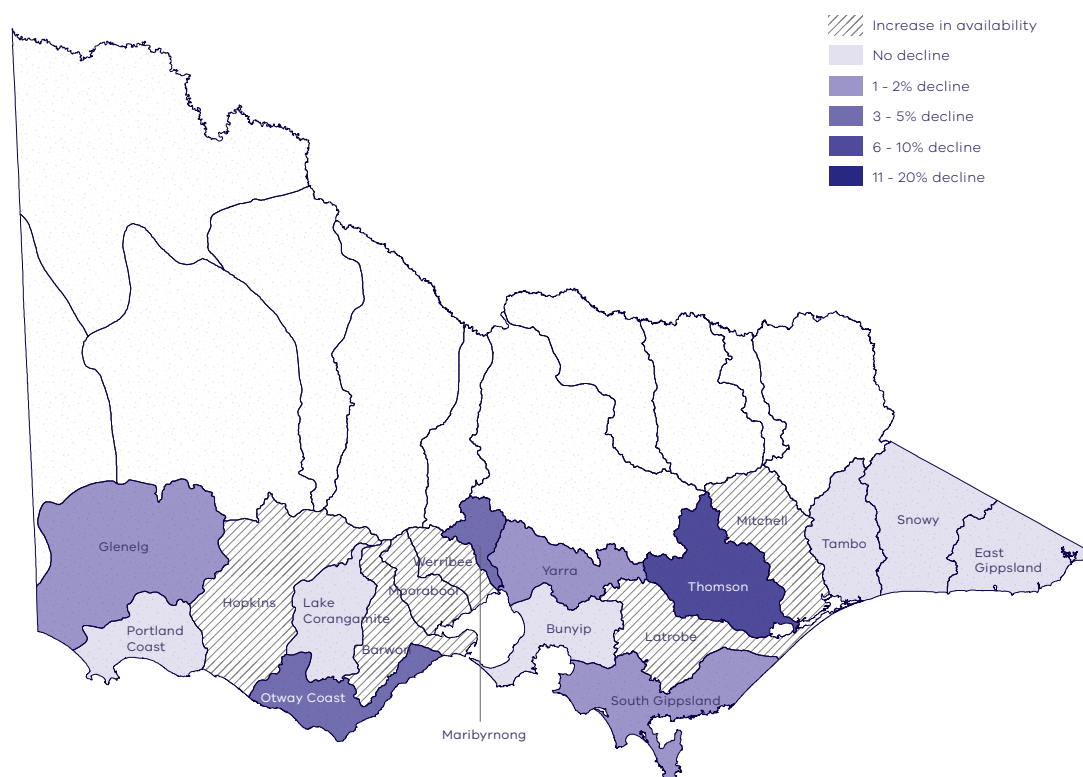 Increase in availability
No decline
1 - 2% decline
3 - 5% decline
6 - 10% decline
11 - 20% decline
Glenelg
Portland
Coast
Hopkins
Lake
Corangamite
Otway Coast
Barwon
Moorabool
Werribee
Maribyrnong
Yarra
Bunyip
South Gippsland
Latrobe
Thomson
Mitchell
Tambo
Snowy
East
Gippsland